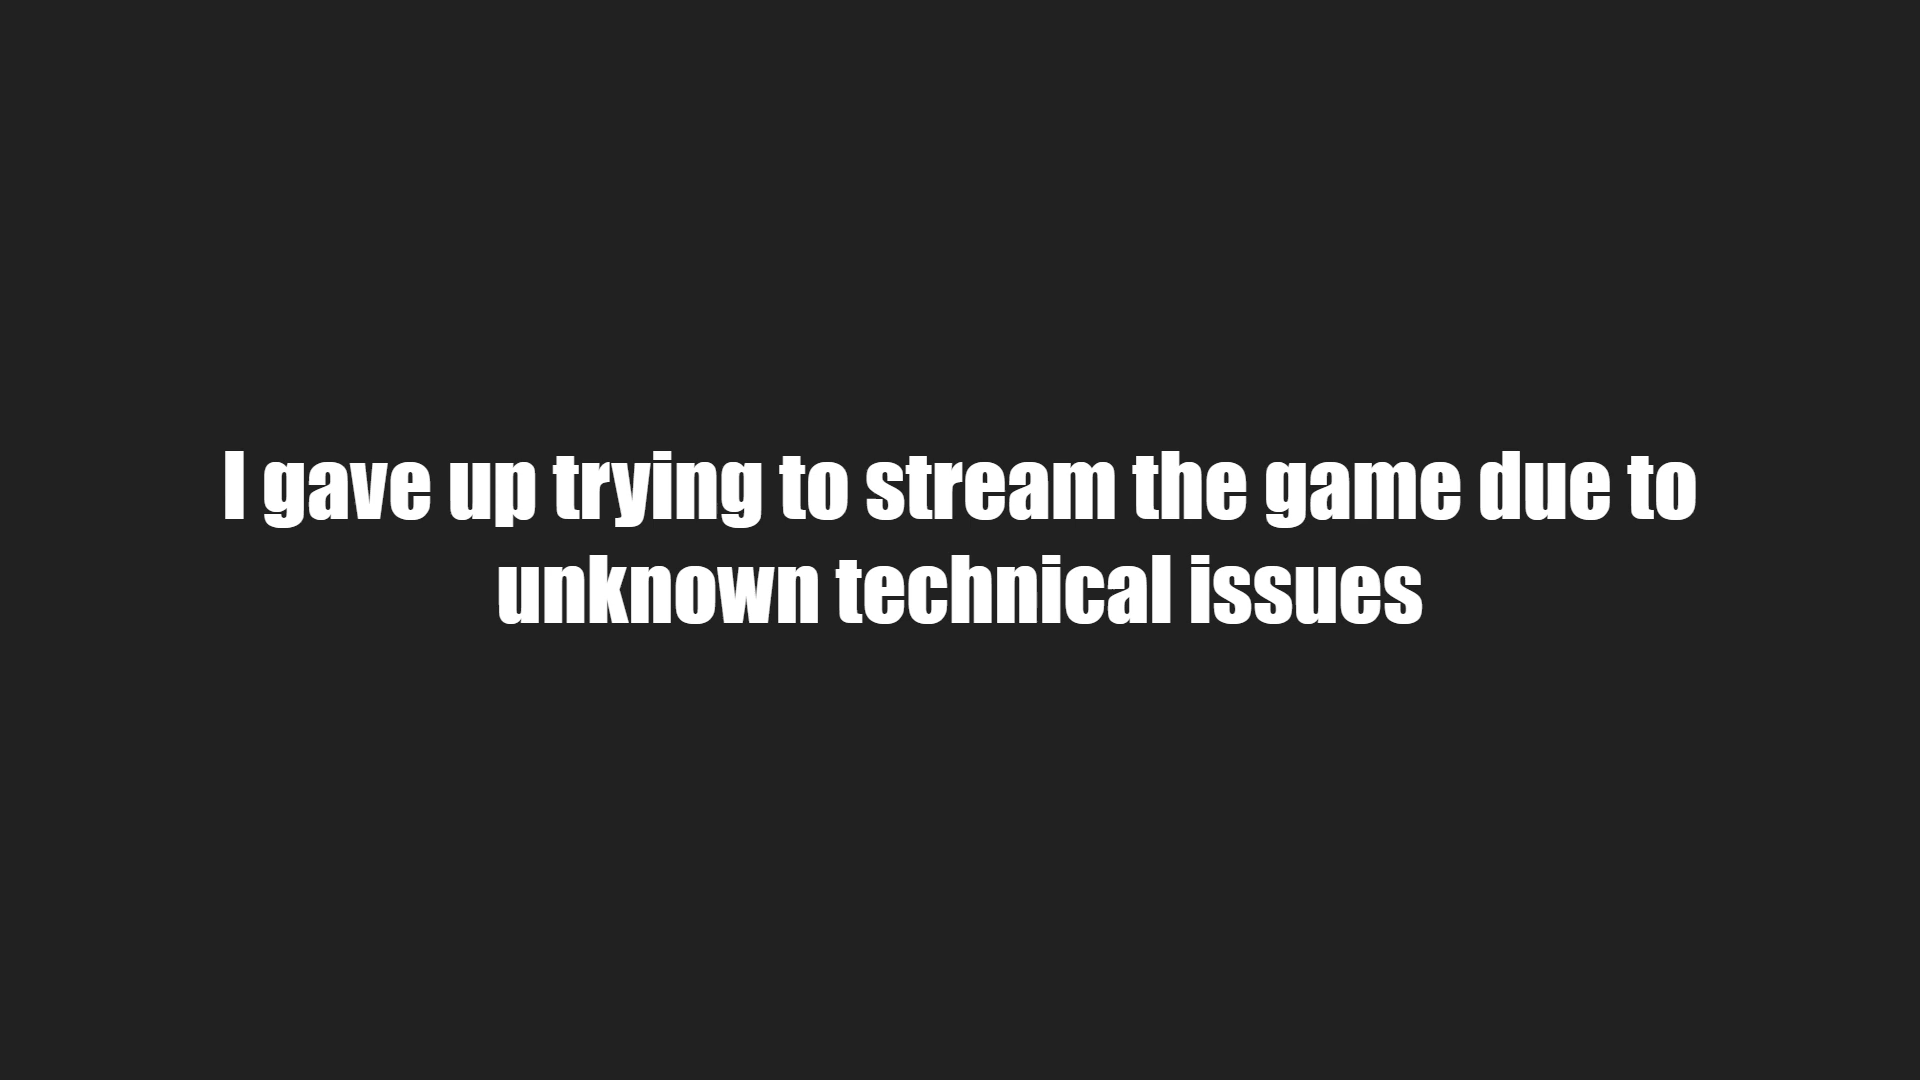 I gave up trying to stream the game due to
unknown technical issues